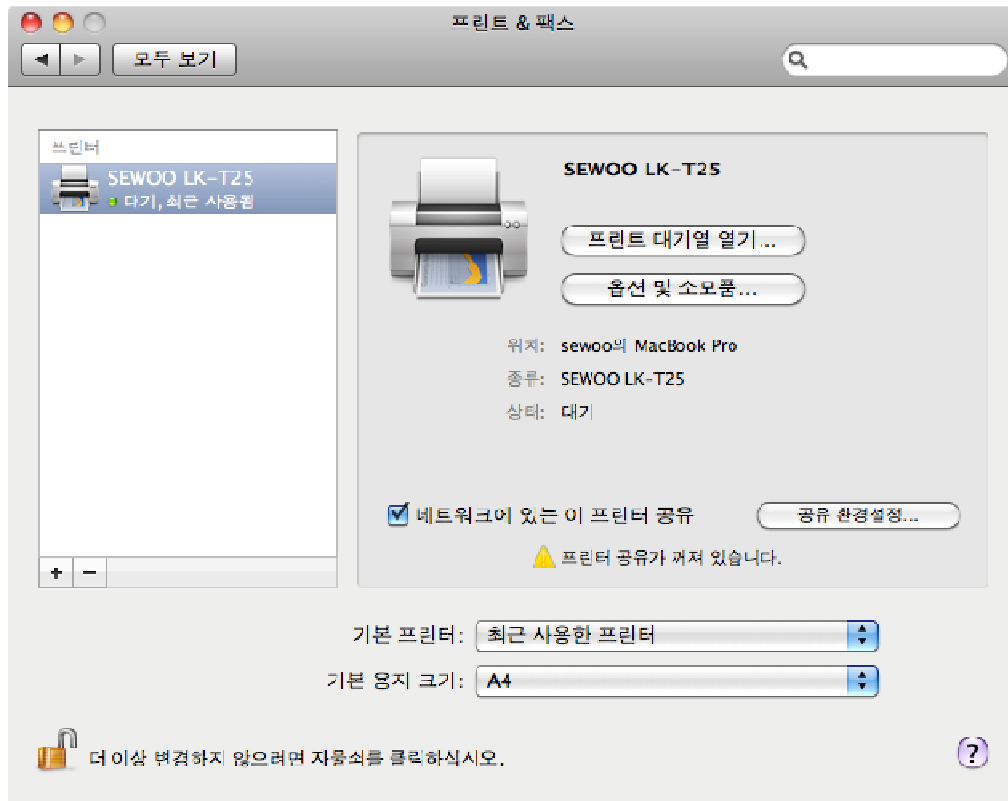 프린트 & 팩스
모두 보기
프린터
SEWOO LK-T25
대기, 최근 사용됨
SEWOO LK-T25
프린트 대기열 열기...
옵션 및 소모품...
위치: sewoo의 MacBook Pro
종류: SEWOO LK-T25
상태: 대기
네트워크에 있는 이 프린터 공유
공유 환경설정...
프린터 공유가 꺼져 있습니다.
기본 프린터: 최근 사용한 프린터
기본 용지 크기: A4
더 이상 변경하지 않으려면 자물쇠를 클릭하십시오.
?